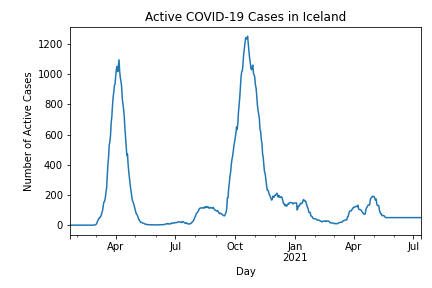 Active COVID-19 Cases in Iceland
Number of Active Cases
1200
1000
800
600
400
200
0
Apr Jul Oct Jan Apr Jul
2021
Day